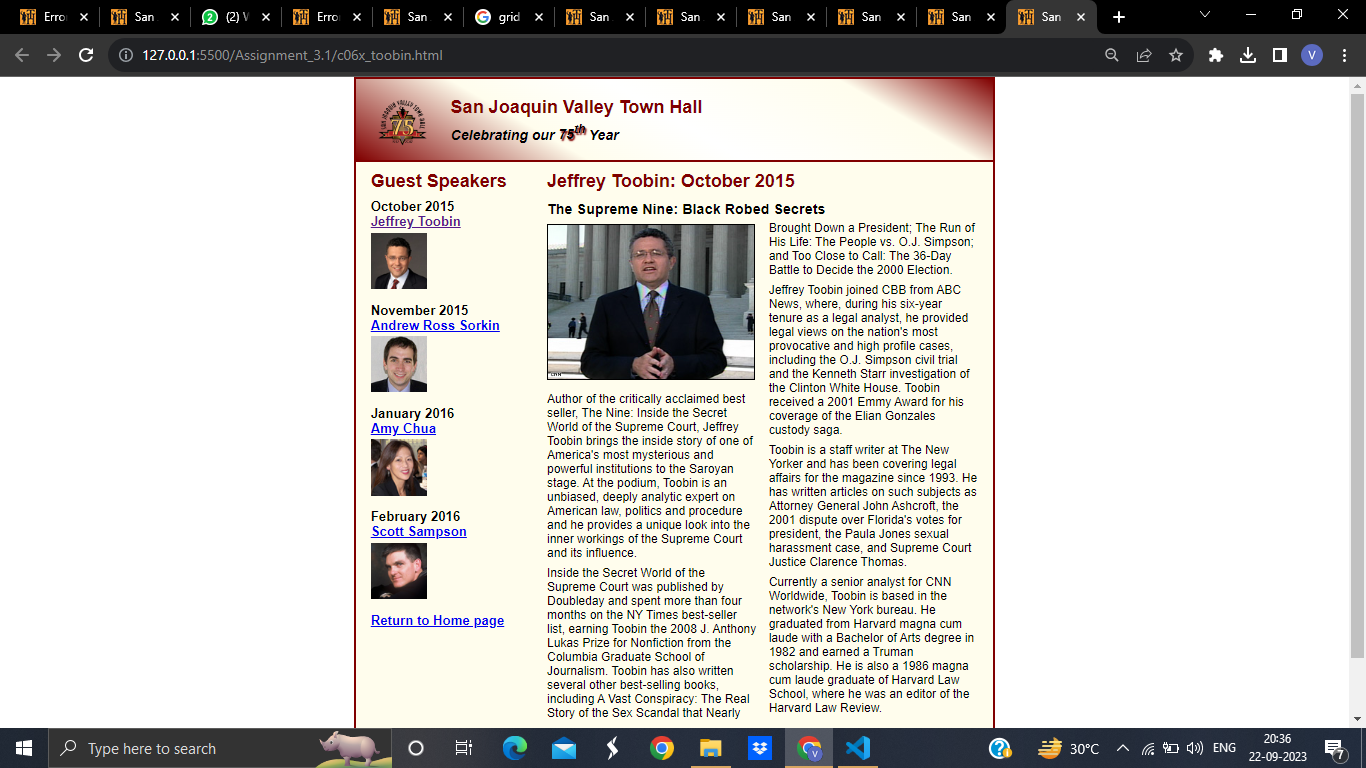 Erro
San
(2) W
Erro
San
grid
San
San
San
San
San
San
127.0.0.1:5500/Assignment_3.1/c06x_toobin.html
V
SAN JOAQUIN VALLEY TOWN HALL
75
San Joaquin Valley Town Hall
Celebrating our 75th Year
Guest Speakers
October 2015
Jeffrey Toobin
November 2015
Andrew Ross Sorkin
January 2016
Amy Chua
February 2016
Scott Sampson
Return to Home page
Jeffrey Toobin: October 2015
The Supreme Nine: Black Robed Secrets
Author of the critically acclaimed best
seller, The Nine: Inside the Secret
World of the Supreme Court, Jeffrey
Toobin brings the inside story of one of
America's most mysterious and
powerful institutions to the Saroyan
stage. At the podium, Toobin is an
unbiased, deeply analytic expert on
American law, politics and procedure
and he provides a unique look into the
inner workings of the Supreme Court
and its influence.
Inside the Secret World of the
Supreme Court was published by
Doubleday and spent more than four
months on the NY Times best-seller
list, earning Toobin the 2008 J. Anthony
Lukas Prize for Nonfiction from the
Columbia Graduate School of
Journalism. Toobin has also written
several other best-selling books,
including A Vast Conspiracy: The Real
Story of the Sex Scandal that Nearly
Brought Down a President; The Run of
His Life: The People vs. O.J. Simpson;
and Too Close to Call: The 36-Day
Battle to Decide the 2000 Election.
Jeffrey Toobin joined CBB from ABC
News, where, during his six-year
tenure as a legal analyst, he provided
legal views on the nation's most
provocative and high profile cases,
including the O.J. Simpson civil trial
and the Kenneth Starr investigation of
the Clinton White House. Toobin
received a 2001 Emmy Award for his
coverage of the Elian Gonzales
custody saga.
Toobin is a staff writer at The New
Yorker and has been covering legal
affairs for the magazine since 1993. He
has written articles on such subjects as
Attorney General John Ashcroft, the
2001 dispute over Florida's votes for
president, the Paula Jones sexual
harassment case, and Supreme Court
Justice Clarence Thomas.
Currently a senior analyst for CNN
Worldwide, Toobin is based in the
network's New York bureau. He
graduated from Harvard magna cum
laude with a Bachelor of Arts degree in
1982 and earned a Truman
scholarship. He is also a 1986 magna
cum laude graduate of Harvard Law
School, where he was an editor of the
Harvard Law Review.
Type here to search
V
30°C
ENG
20:36
22-09-2023
7